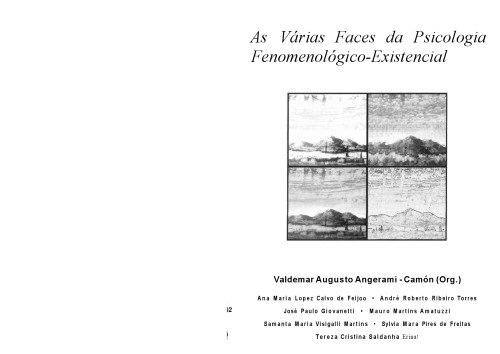 As Várias Faces da Psicologia
Fenomenológico-Existencial
Valdemar Augusto Angerami - Camón (Org.)
Ana Maria Lopez Calvo de Feijoo • André Roberto Ribeiro Torres
José Paulo Giovanetti • Mauro Martins Amatuzzi
Samanta Maria Visigalli Martins • Sylvia Mara Pires de Freitas
Tereza Cristina Saldanha Erthal